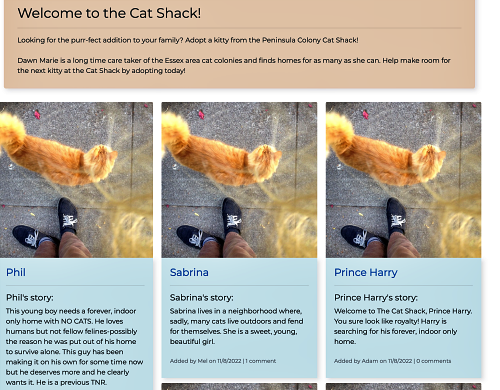 Welcome to the Cat Shack!
Looking for the purr-fect addition to your family? Adopt a kitty from the Peninsula Colony Cat Shack!
Dawn Marie is a long time care taker of the Essex area cat colonies and finds homes for as many as she can. Help make room for
the next kitty at the Cat Shack by adopting today!
Phil
Phil's story:
This young boy needs a forever, indoor
only home with NO CATS. He loves
humans but not fellow felines-possibly
the reason he was put out of his home
to survive alone. This guy has been
making it on his own for some time now
but he deserves more and he clearly
wants it. He is a previous TNR.
Sabrina
Sabrina's story:
Sabrina lives in a neighborhood where,
sadly, many cats live outdoors and fend
for themselves. She is a sweet, young,
beautiful girl.
Added by Mel on 11/8/2022 | 1 comment
Prince Harry
Prince Harry's story:
Welcome to The Cat Shack, Prince Harry.
You sure look like royalty! Harry is
searching for his forever, indoor only
home.
Added by Adam on 11/8/2022 | 0 comments